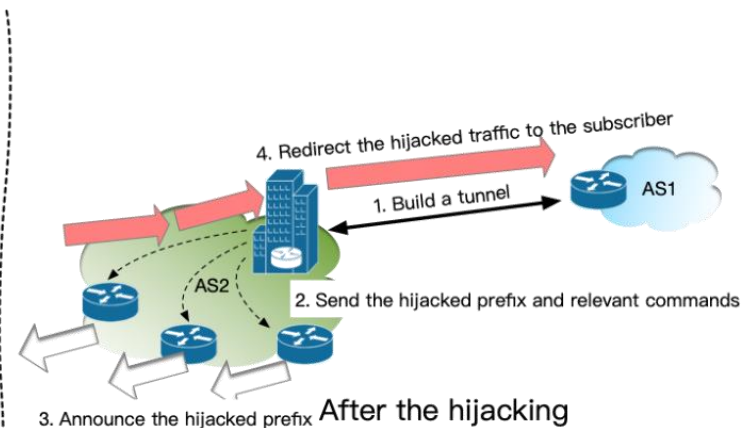 4. Redirect the hijacked traffic to the subscriber
1. Build a tunnel
AS1
AS2
2. Send the hijacked prefix and relevant commands
3. Announce the hijacked prefix
After the hijacking